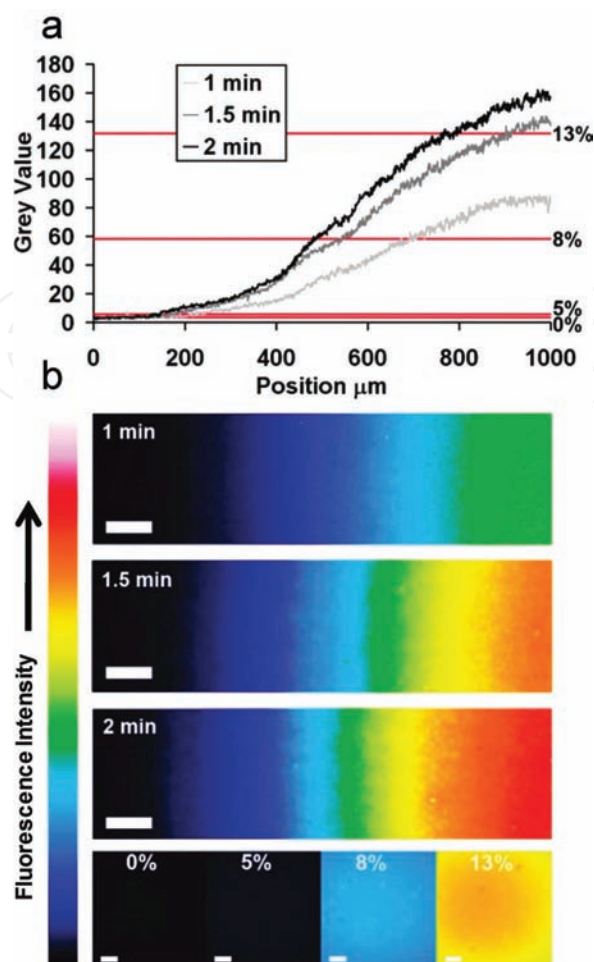 a
180
160
140
120
100
80
60
40
20
0
Grey Value
1 min
1.5 min
2 min
13%
8%
5%
0%
0 200 400 600 800 1000
Position μm
b
Fluorescence Intensity
1 min
1.5 min
2 min
0% 5% 8% 13%